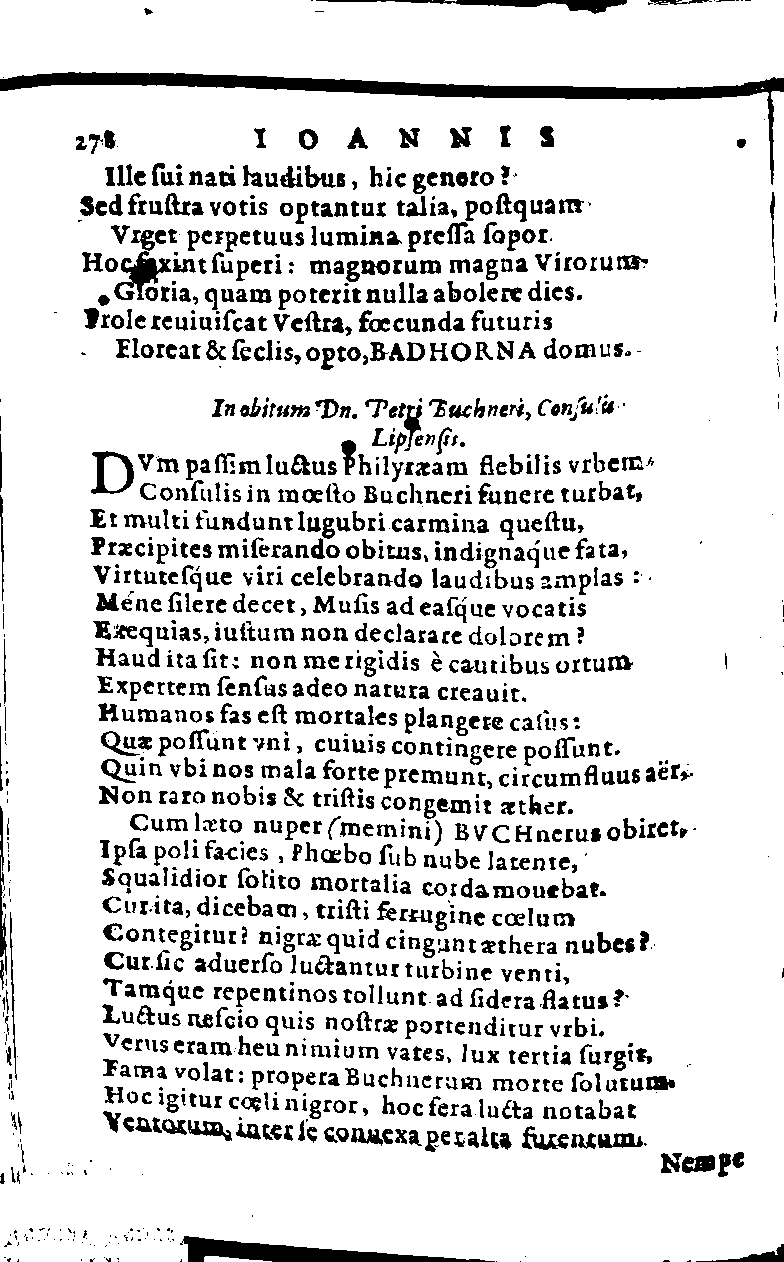 278 IOANNIS
Ille ſui nati laudibus, hic genero?
Sed fruſtra votis optantur talia, poſtquam
Vrget perpetuus lumina preſſa ſopor.
Hoc faxint ſuperi: magnorum magna Virorum
Gloria, quam poterit nulla abolere dies.
Prole reuiuiſcat Veſtra, fœcunda futuris
Floreat & ſeclis, opto, BADHORNA domus.
In obitum Dn. Petri Buchneri, Conſulis
Lipſenſis.
DVm paſſim luctus Philyræam flebilis vrbem
Conſulis in mœſto Buchneri funere turbat,
Et multi fundunt lugubri carmina queſtu,
Præcipites miſerando obitus, indignaq́ue fata,
Virtuteſq́ue viri celebrando laudibus amplas:
Méne ſilere decet, Muſis ad eaſq́ue vocatis
Exequias, iuſtum non declarare dolorem?
Haud ita ſit: non me rigidis è cautibus ortum
Expertem ſenſus adeo natura creauit.
Humanos fas eſt mortales plangere caſus:
Quæ poſſunt vni, cuiuis contingere poſſunt.
Quin vbi nos mala forte premunt, circumfluus aër,
Non raro nobis & triſtis congemit æther.
Cum læto nuper (memini) BVCHnerus obiret,
Ipſa poli facies, Phœbo ſub nube latente,
Squalidior ſolito mortalia corda mouebat.
Cur ita, dicebam, triſti ferrugine cœlum
Contegitur? nigræ quid cingunt æthera nubes?
Cur ſic aduerſo luctantur turbine venti,
Tamq́ue repentinos tollunt ad ſidera flatus?
Luctus neſcio quis noſtræ portenditur vrbi.
Verus eram heu nimium vates, lux tertia ſurgit,
Fama volat: propera Buchnerum morte ſolutum.
Hoc igitur cœli nigror, hoc fera lucta notabat
Ventorum, inter ſe conuexa per alta furentum.
Nempe